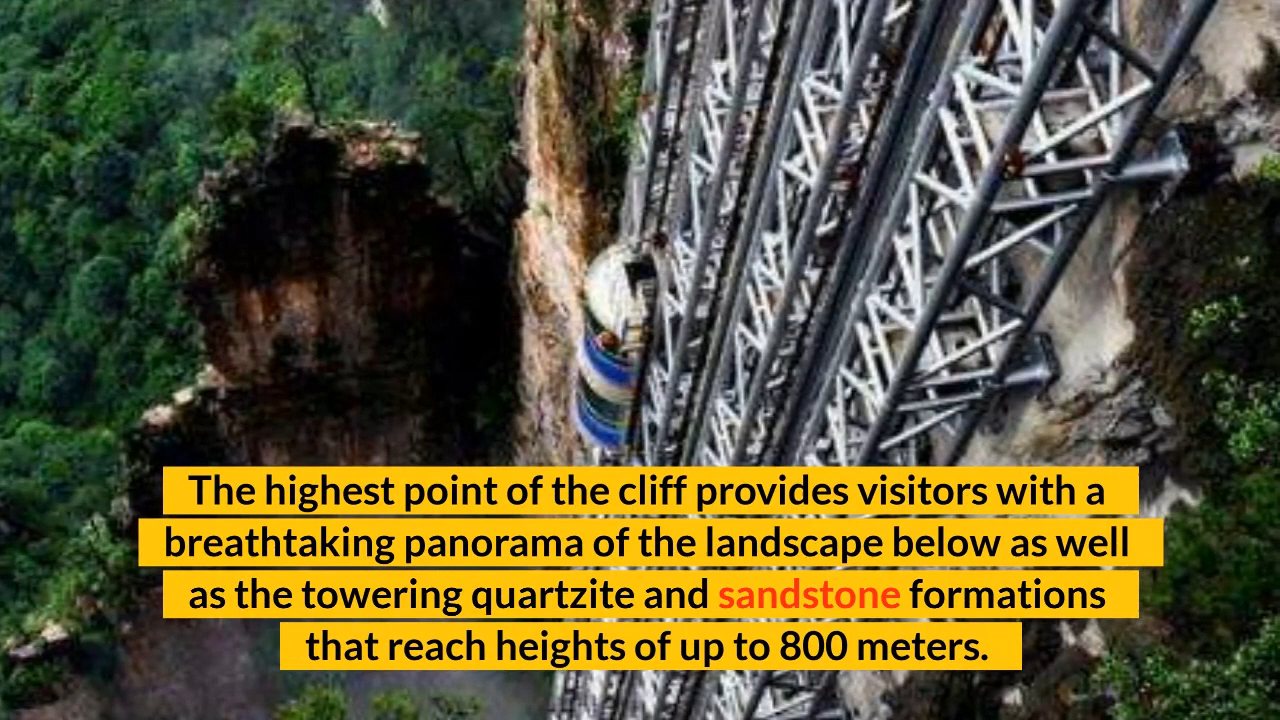 The highest point of the cliff provides visitors with a
breathtaking panorama of the landscape below as well
as the towering quartzite and sandstone formations
that reach heights of up to 800 meters.